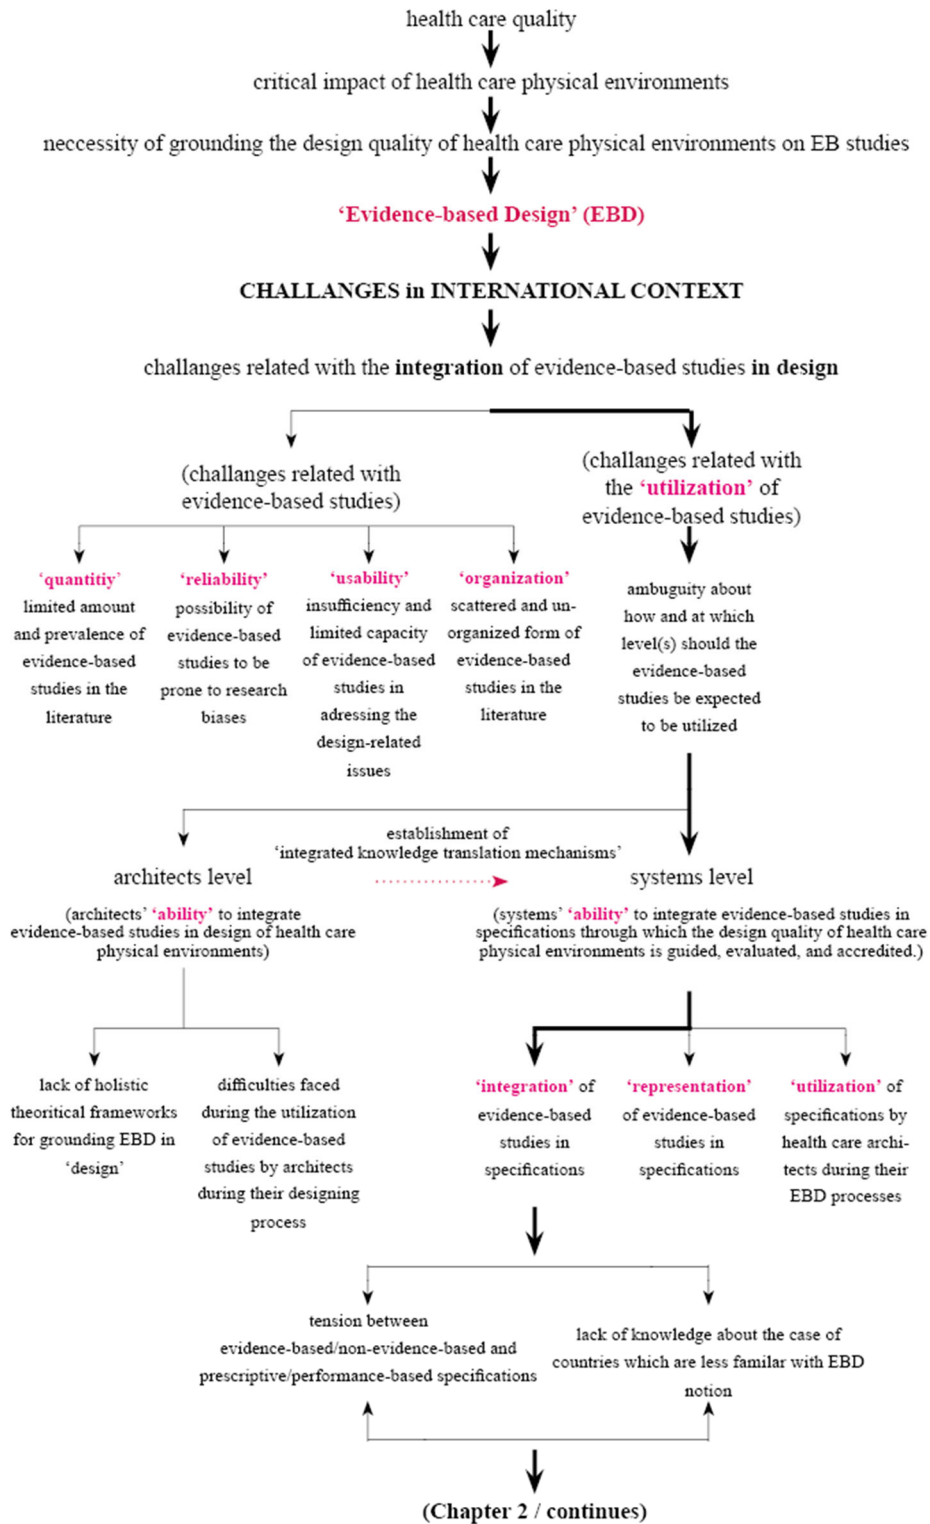 health care quality
critical impact of health care physical environments
neccessity of grounding the design quality of health care physical environments on EB studies
‘Evidence-based Design’ (EBD)
CHALLANGES in INTERNATIONAL CONTEXT
challanges related with the integration of evidence-based studies in design
(challanges related with
evidence-based studies)
(challanges related with
the ‘utilization’ of
evidence-based studies)
‘quantitiy’
limited amount
and prevalence of
evidence-based
studies in the
literature
‘reliability’
possibility of
evidence-based
studies to be
prone to research
biases
‘usability’
insufficiency and
limited capacity
of evidence-based
studies in
adressing the
design-related
issues
‘organization’
scattered and un-
organized form of
evidence-based
studies in the
literature
ambiguity about
how and at which
level(s) should the
evidence-based
studies be expected
to be utilized
establishment of
‘integrated knowledge translation mechanisms’
architects level
(architects’ ‘ability’ to integrate
evidence-based studies in design of health care
physical environments)
systems level
(systems’ ‘ability’ to integrate evidence-based studies in
specifications through which the design quality of health care
physical environments is guided, evaluated, and accredited.)
lack of holistic
theoritical frameworks
for grounding EBD in
‘design’
difficulties faced
during the utilization
of evidence-based
studies by architects
during their designing
process
‘integration’ of
evidence-based
studies in
specifications
‘representation’
of evidence-based
studies in
specifications
‘utilization’ of
specifications by
health care archi-
tects during their
EBD processes
tension between
evidence-based/non-evidence-based and
prescriptive/performance-based specifications
lack of knowledge about the case of
countries which are less familar with EBD
notion
(Chapter 2 / continues)